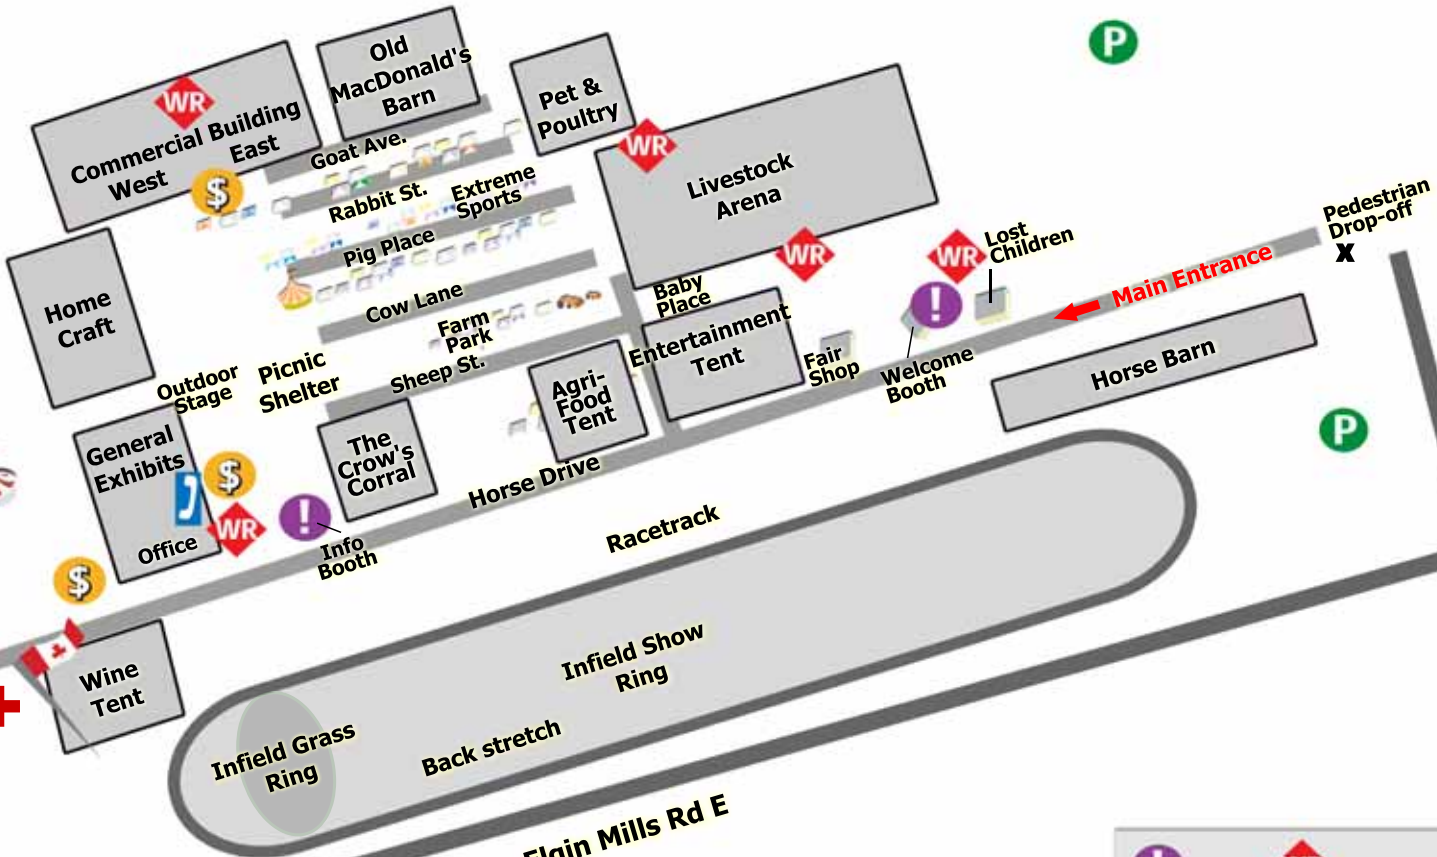 Old
MacDonald's
Barn
P
WR
Pet &
Poultry
Commercial Building
East
West
$
Goat Ave.
WR
Livestock
Arena
Rabbit St.
Extreme
Sports
Pig Place
Pedestrian
Drop-off
x
WR
WR
Lost
Children
Main Entrance
Home
Craft
Cow Lane
Baby
Place
!
Farm
Park
Entertainment
Tent
Sheep St.
Fair
Shop
Welcome
Booth
Horse Barn
Outdoor
Stage
Picnic
Shelter
Agri-
Food
Tent
P
General
Exhibits
The
Crow's
Corral
$
Horse Drive
WR
!
Office
Info
Booth
Racetrack
$
Wine
Tent
Infield Show
Ring
Infield Grass
Ring
Back stretch
Elgin Mills Rd E